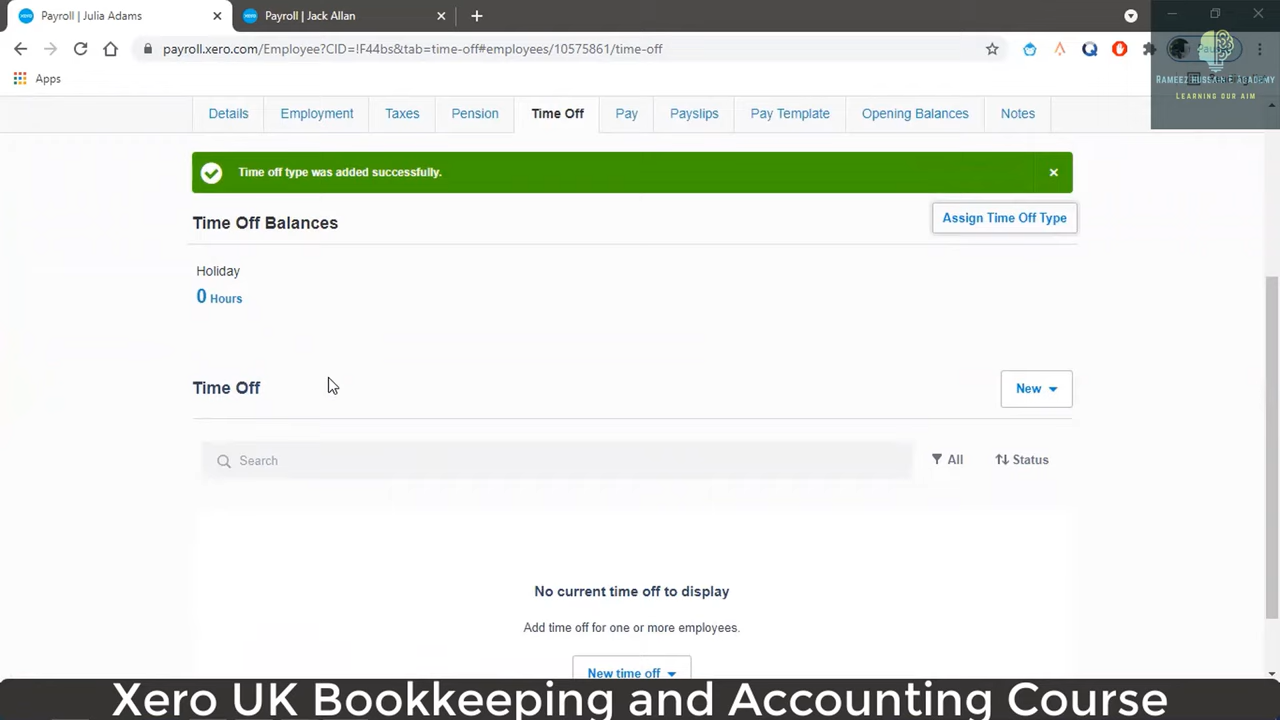 Payroll | Julia Adams
Payroll | Jack Allan
payroll.xero.com/Employee?CID=!F44bs&tab=time-off#employees/10575861/time-off
Apps
RAMEEZ HUSSAIN E ACADEMY
LEARNING OUR AIM
Details
Employment
Taxes
Pension
Time Off
Pay
Payslips
Pay Template
Opening Balances
Notes
Time off type was added successfully.
Time Off Balances
Assign Time Off Type
Holiday
0 Hours
Time Off
New
Search
All
Status
No current time off to display
Add time off for one or more employees.
New time off
Xero UK Bookkeeping and Accounting Course